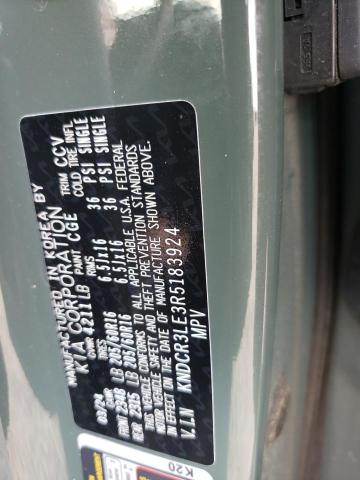 MANUFACTURED IN KOREA BY
KIA CORPORATION TRIM CCV
GVWR 4211 LB PAINT CGE COLD TIRE INFL.
GAWR TIRES RIMS
FRONT 2348 LB 205/60R16 6.5Jx16 36 PSI SINGLE
REAR 2315 LB 205/60R16 6.5Jx16 36 PSI SINGLE
THIS VEHICLE CONFORMS TO ALL APPLICABLE U.S.A. FEDERAL
MOTOR VEHICLE SAFETY AND THEFT PREVENTION STANDARDS
IN EFFECT ON THE DATE OF MANUFACTURE SHOWN ABOVE.
V.I.N KNDCR3LE3R5183924
MPV
K20